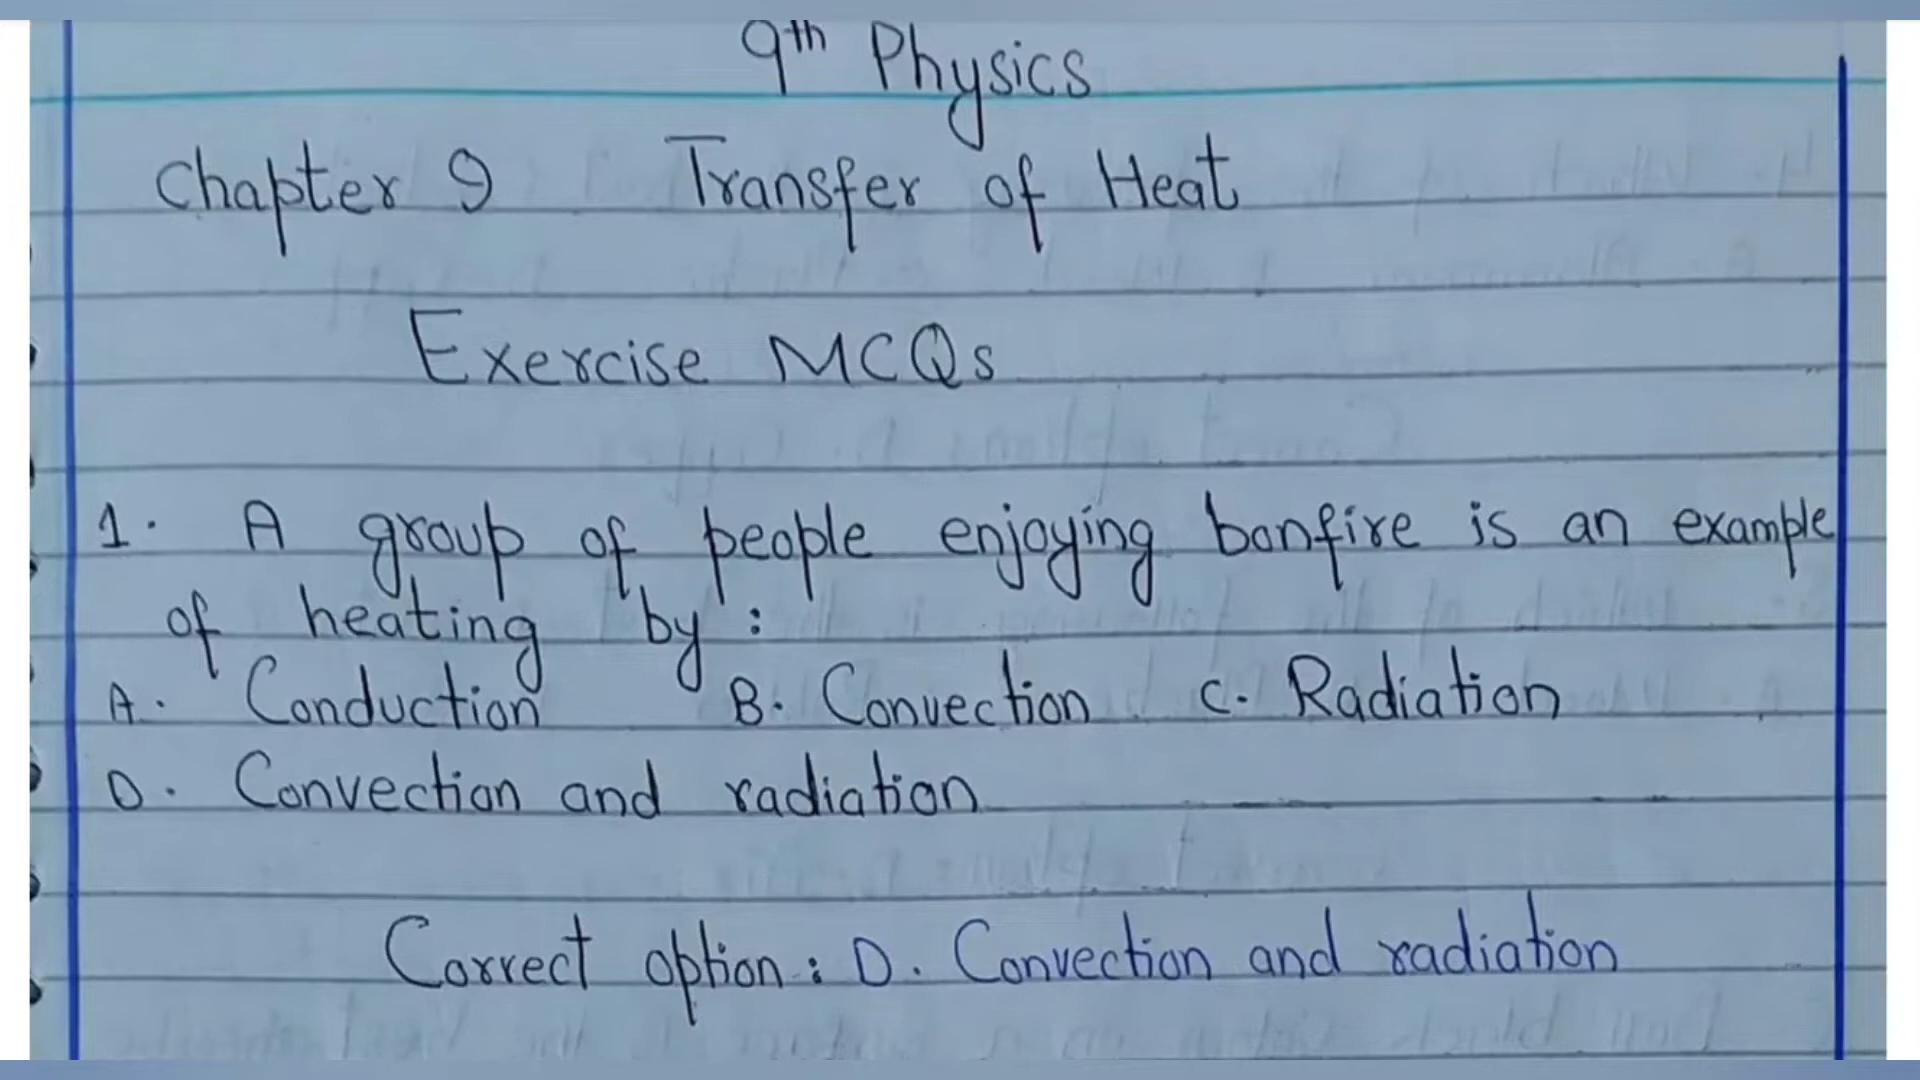 9th Physics
Chapter 9 Transfer of Heat
Exercise MCQs
1. A group of people enjoying bonfire is an example
of heating by :
A. Conduction B. Convection C. Radiation
D. Convection and radiation
Correct option : D. Convection and radiation